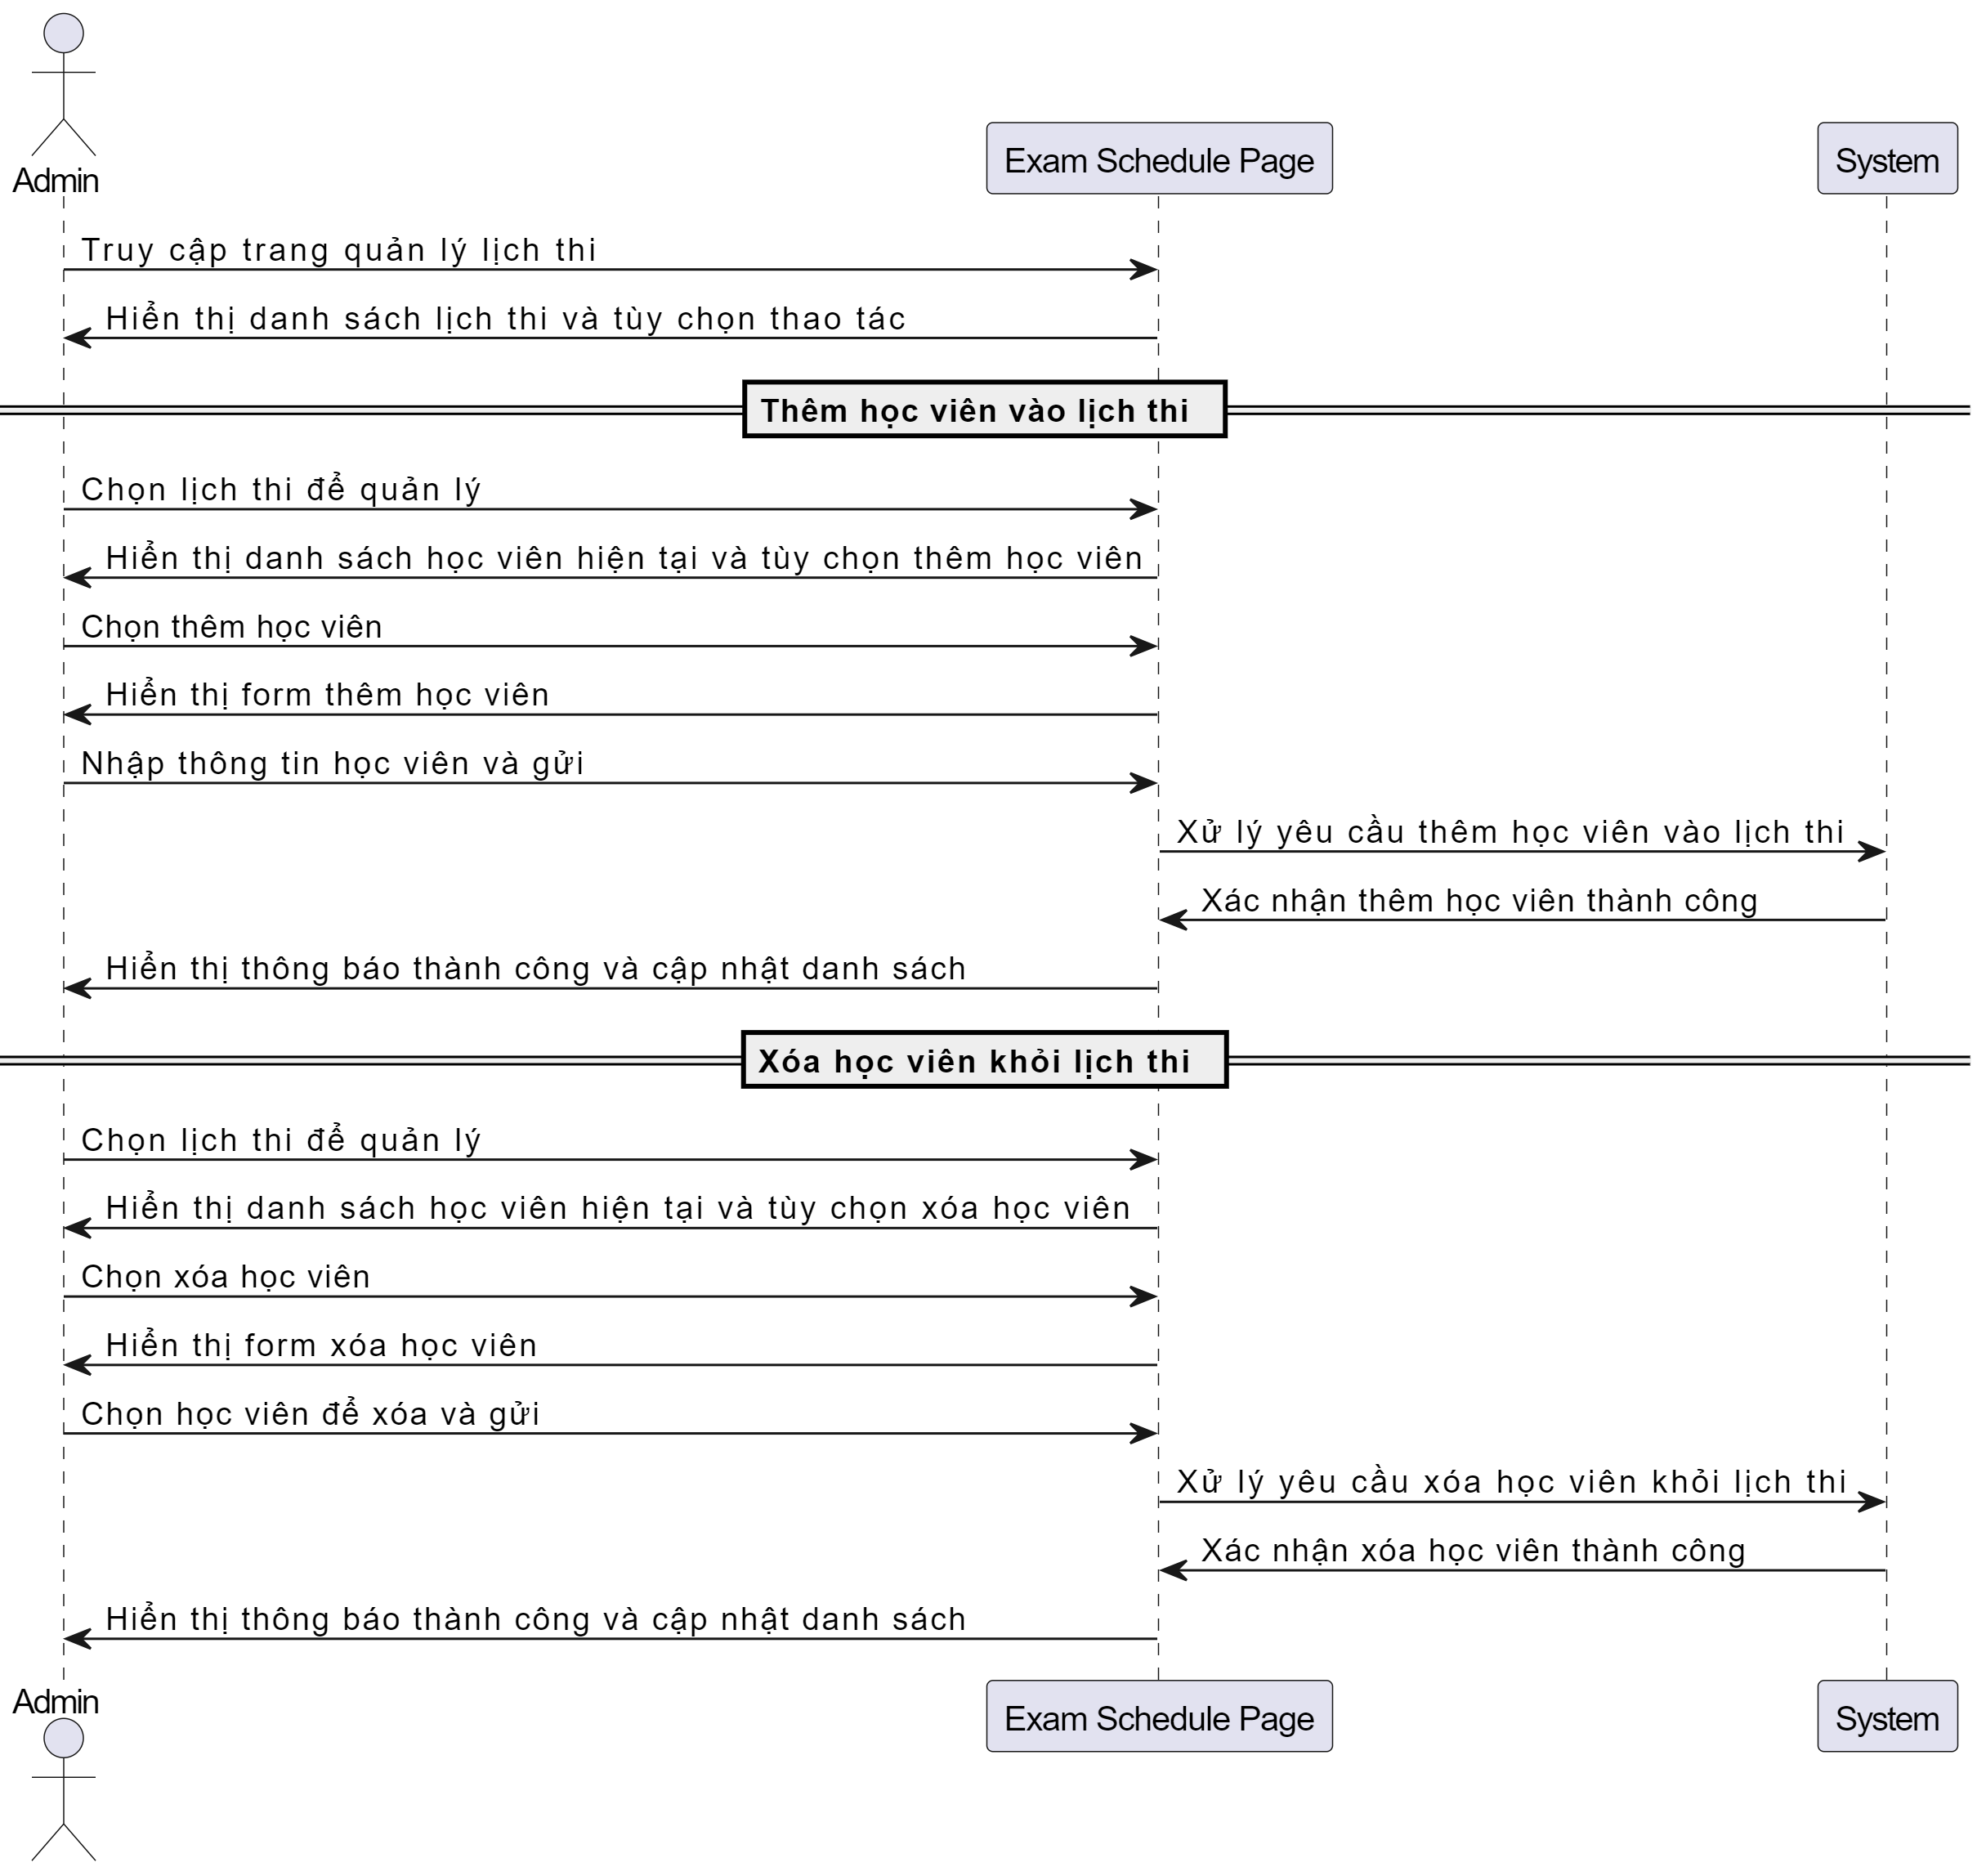 Admin
Exam Schedule Page
System
Truy cập trang quản lý lịch thi
Hiển thị danh sách lịch thi và tùy chọn thao tác
Thêm học viên vào lịch thi
Chọn lịch thi để quản lý
Hiển thị danh sách học viên hiện tại và tùy chọn thêm học viên
Chọn thêm học viên
Hiển thị form thêm học viên
Nhập thông tin học viên và gửi
Xử lý yêu cầu thêm học viên vào lịch thi
Xác nhận thêm học viên thành công
Hiển thị thông báo thành công và cập nhật danh sách
Xóa học viên khỏi lịch thi
Chọn lịch thi để quản lý
Hiển thị danh sách học viên hiện tại và tùy chọn xóa học viên
Chọn xóa học viên
Hiển thị form xóa học viên
Chọn học viên để xóa và gửi
Xử lý yêu cầu xóa học viên khỏi lịch thi
Xác nhận xóa học viên thành công
Hiển thị thông báo thành công và cập nhật danh sách
Admin
Exam Schedule Page
System